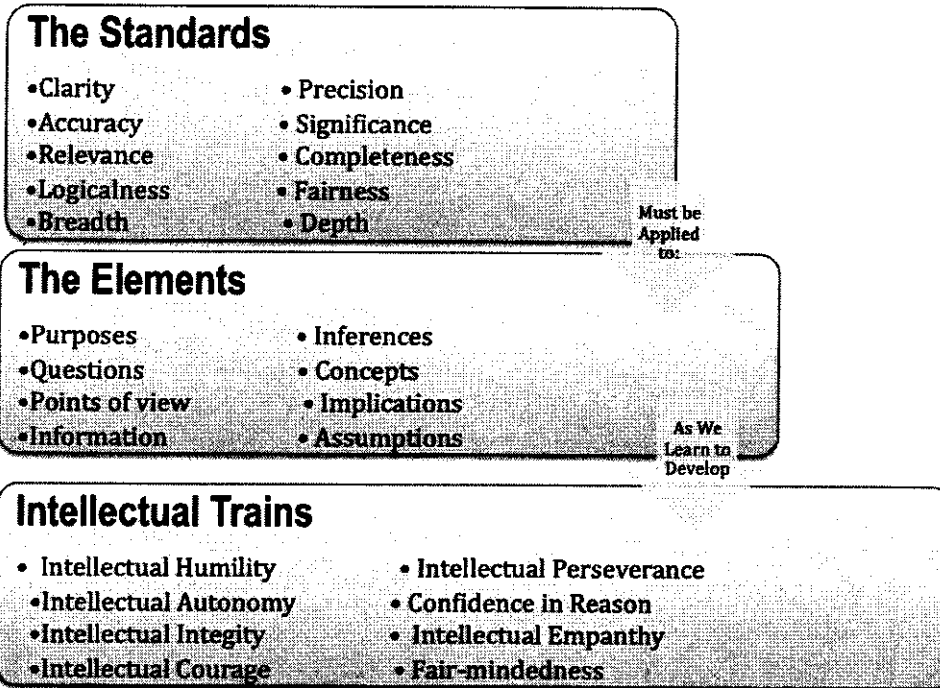 The Standards
•Clarity • Precision
•Accuracy • Significance
•Relevance • Completeness
•Logicalness • Fairness
•Breadth • Depth
Must be
Applied
to:
The Elements
•Purposes • Inferences
•Questions • Concepts
•Points of view • Implications
•Information • Assumptions
As We
Learn to
Develop
Intellectual Trains
• Intellectual Humility • Intellectual Perseverance
•Intellectual Autonomy • Confidence in Reason
•Intellectual Integity • Intellectual Empanthy
•Intellectual Courage • Fair-mindedness